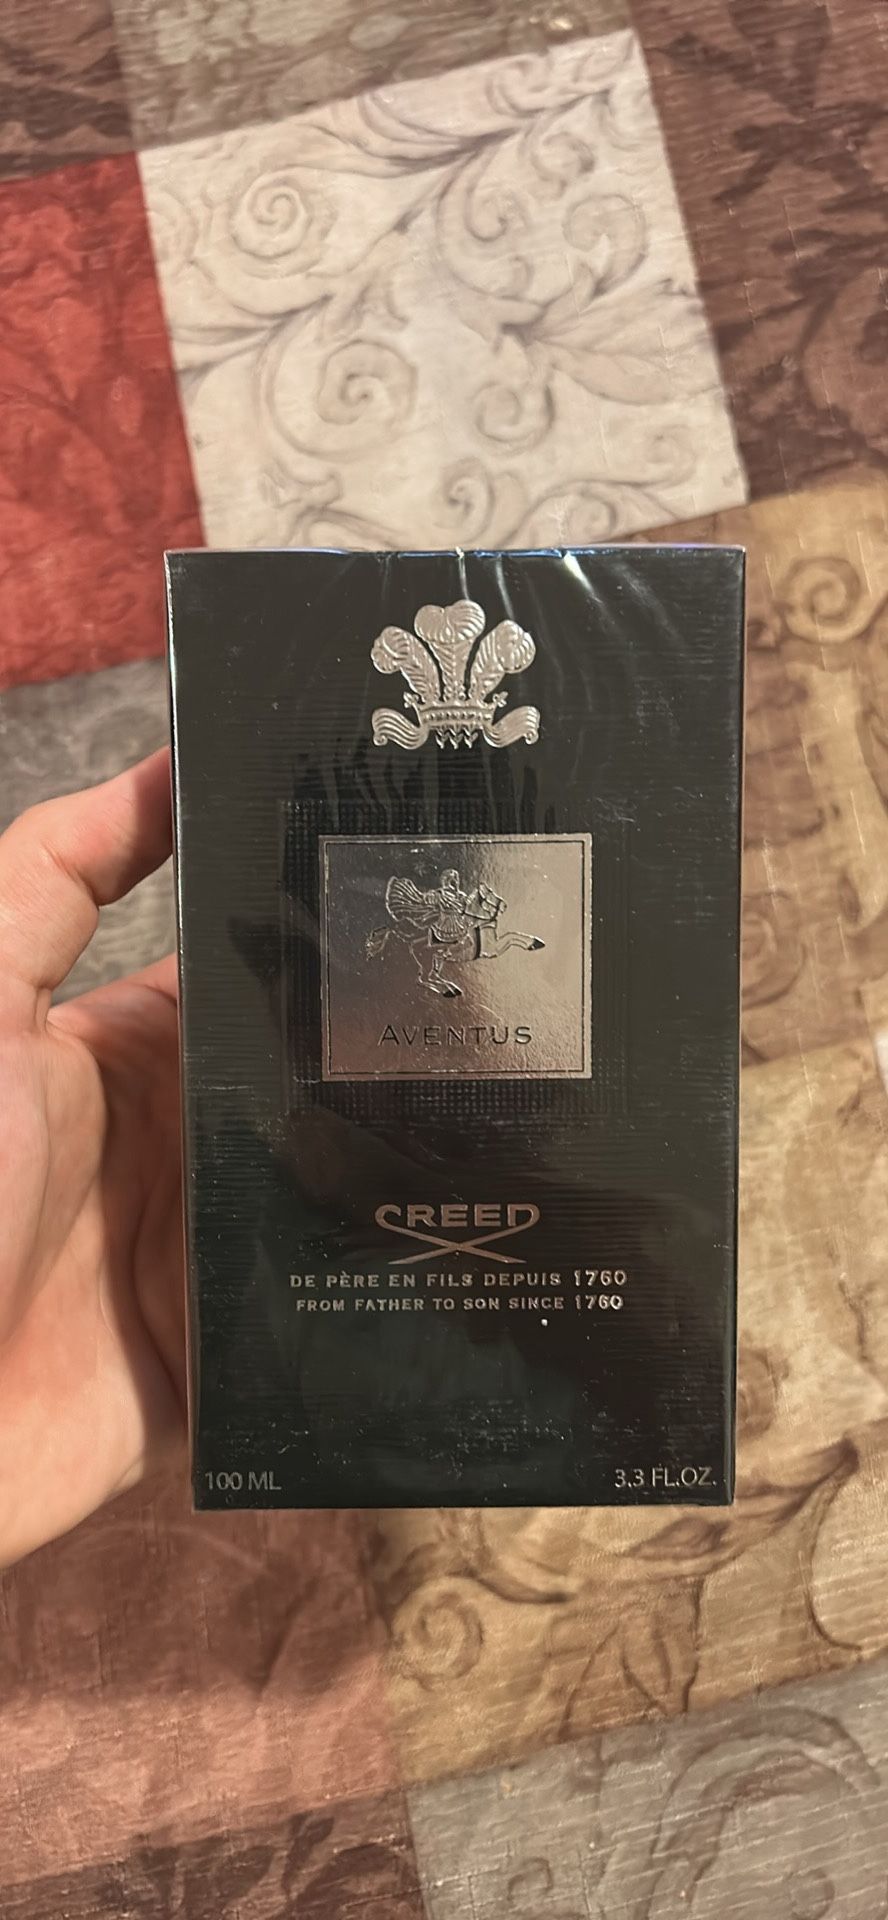 AVENTUS
CREED
DE PÈRE EN FILS DEPUIS 1760
FROM FATHER TO SON SINCE 1760
100 ML
3.3 FL.OZ.